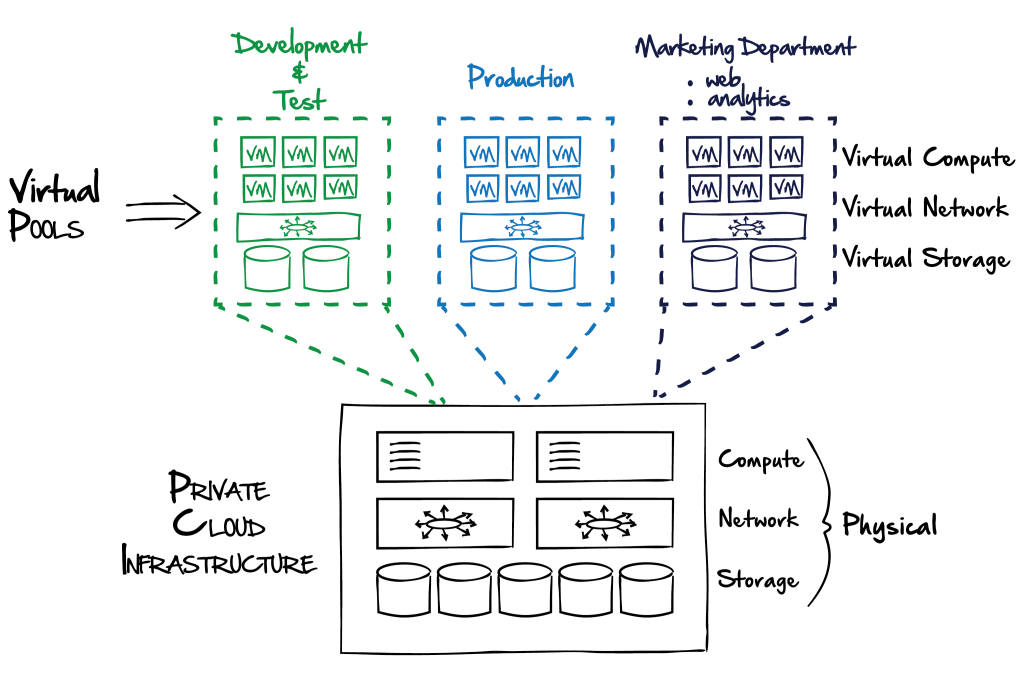 Development
&
Test
Production
Marketing Department
• web
• analytics
Virtual
Pools
VM VM VM
VM VM VM
VM VM VM
VM VM VM
VM VM VM
VM VM VM
Virtual Compute
Virtual Network
Virtual Storage
Private
Cloud
Infrastructure
Compute
Network
Storage
Physical